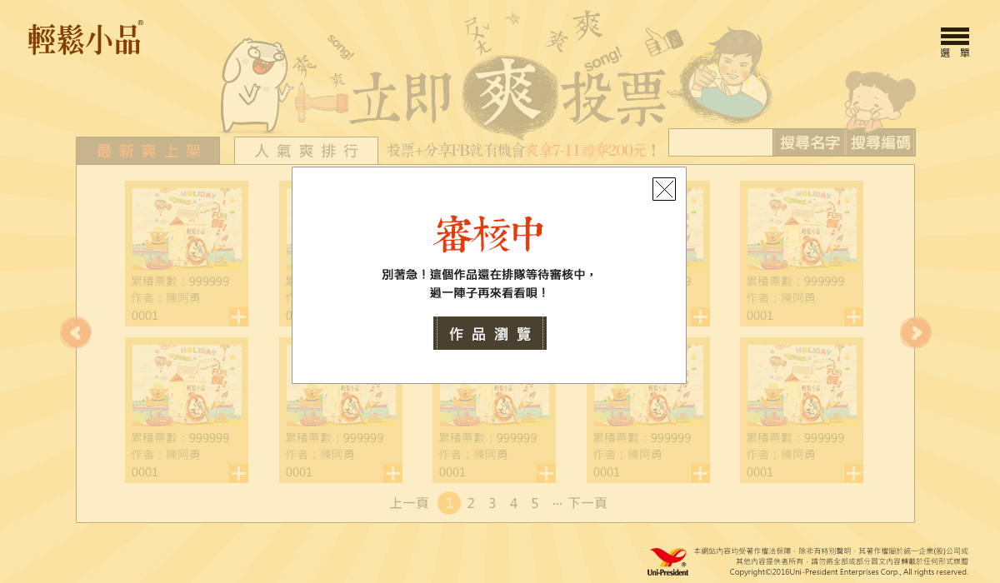 輕鬆小品®
選 單
song!
爽
爽
爽
爽
爽
song!
立即爽投票
最新爽上架
人氣爽排行
投票+分享FB就有機會爽拿7-11禮券200元！
搜尋名字
搜尋編碼
累積票數：999999
作者：陳阿勇
0001
累積票數：999999
作者：陳阿勇
0001
審核中
別著急！這個作品還在排隊等待審核中，
過一陣子再來看看唄！
作品瀏覽
累積票數：999999
作者：陳阿勇
0001
累積票數：999999
作者：陳阿勇
0001
累積票數：999999
作者：陳阿勇
0001
累積票數：999999
作者：陳阿勇
0001
累積票數：999999
作者：陳阿勇
0001
上一頁 1 2 3 4 5 ... 下一頁
Uni-President
本網站內容均受著作權法保障，除非有特別聲明，其著作權屬於統一企業(股)公司或
其他內容提供者所有，請勿將全部或部分圖文內容轉載於任何形式媒體
Copyright©2016Uni-President Enterprises Corp., All rights reserved.